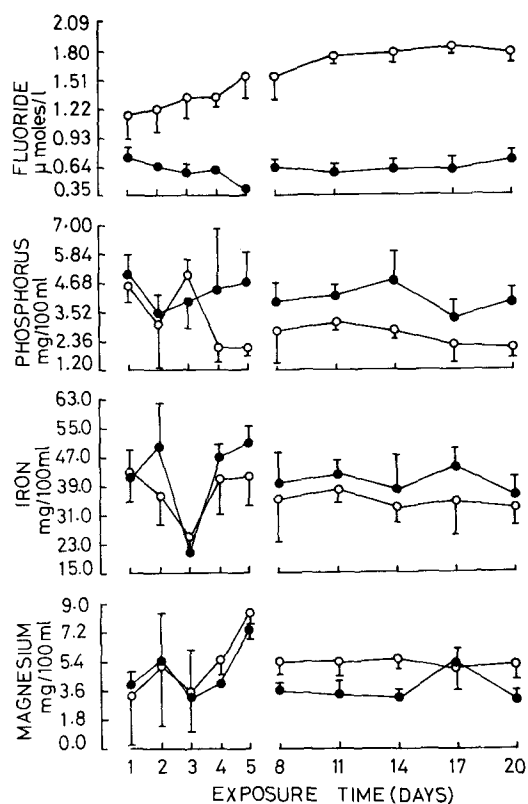 FLUORIDE
μ moles/l
2.09
1.80
1.51
1.22
0.93
0.64
0.35
PHOSPHORUS
mg/100ml
7.00
5.84
4.68
3.52
2.36
1.20
IRON
mg/100ml
63.0
55.0
47.0
39.0
31.0
23.0
15.0
MAGNESIUM
mg/100ml
9.0
7.2
5.4
3.6
1.8
0.0
1 2 3 4 5 8 11 14 17 20
EXPOSURE TIME (DAYS)